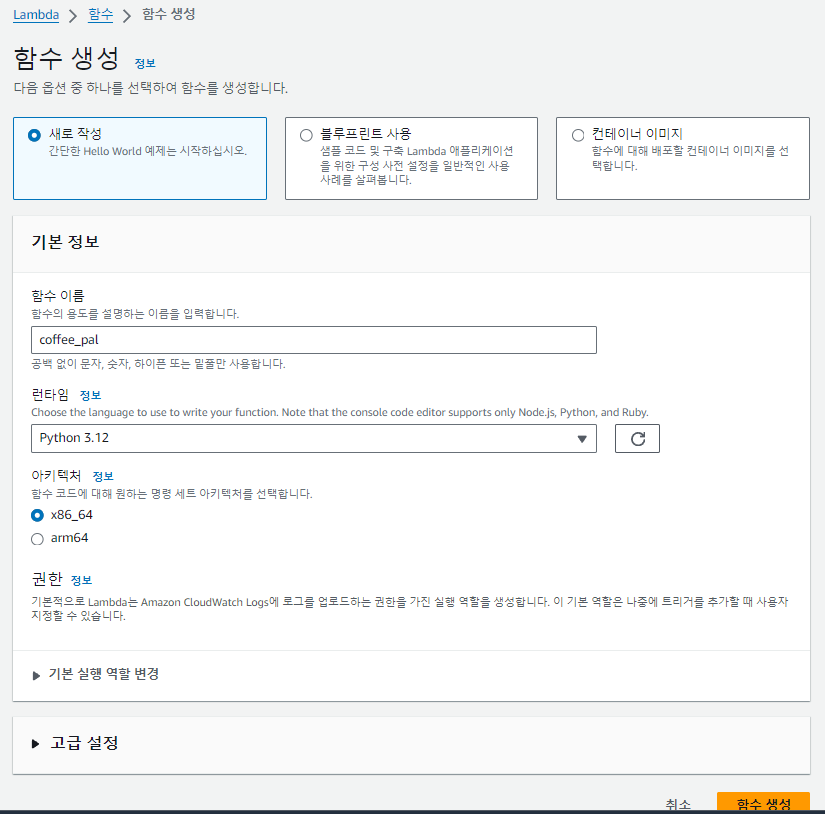 Lambda > 함수 > 함수 생성
함수 생성 정보
다음 옵션 중 하나를 선택하여 함수를 생성합니다.
새로 작성
간단한 Hello World 예제는 시작하십시오.
블루프린트 사용
샘플 코드 및 구축 Lambda 애플리케이션
을 위한 구성 사전 설정을 일반적인 사용
사례를 살펴봅니다.
컨테이너 이미지
함수에 대해 배포할 컨테이너 이미지를 선
택합니다.
기본 정보
함수 이름
함수의 용도를 설명하는 이름을 입력합니다.
coffee_pal
공백 없이 문자, 숫자, 하이픈 또는 밑줄만 사용합니다.
런타임 정보
Choose the language to use to write your function. Note that the console code editor supports only Node.js, Python, and Ruby.
Python 3.12
아키텍처 정보
함수 코드에 대해 원하는 명령 세트 아키텍처를 선택합니다.
x86_64
arm64
권한 정보
기본적으로 Lambda는 Amazon CloudWatch Logs에 로그를 업로드하는 권한을 가진 실행 역할을 생성합니다. 이 기본 역할은 나중에 트리거를 추가할 때 사용자
지정할 수 있습니다.
기본 실행 역할 변경
고급 설정
취소 함수 생성